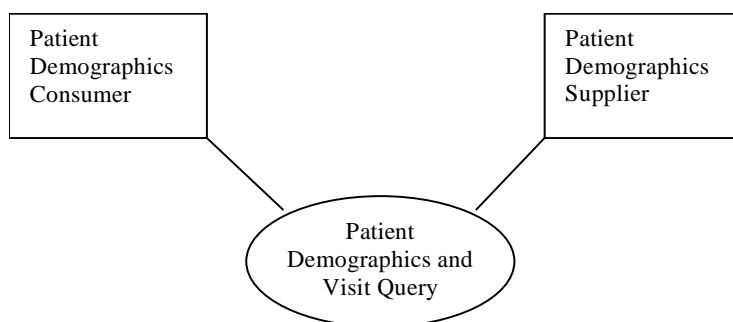 Patient
Demographics
Consumer
Patient
Demographics
Supplier
Patient
Demographics and
Visit Query